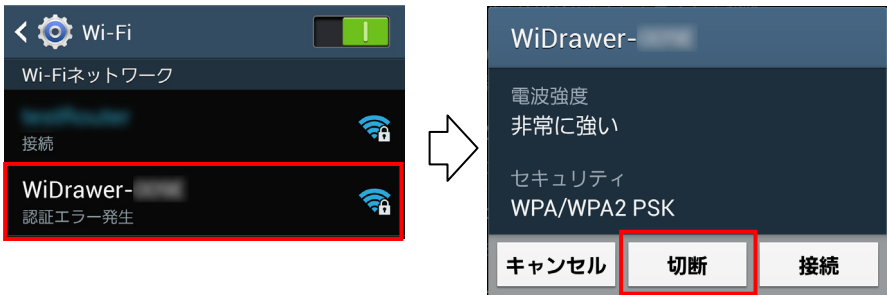 Wi-Fi
Wi-Fiネットワーク
接続
WiDrawer-
認証エラー発生
WiDrawer-
電波強度
非常に強い
セキュリティ
WPA/WPA2 PSK
キャンセル
切断
接続